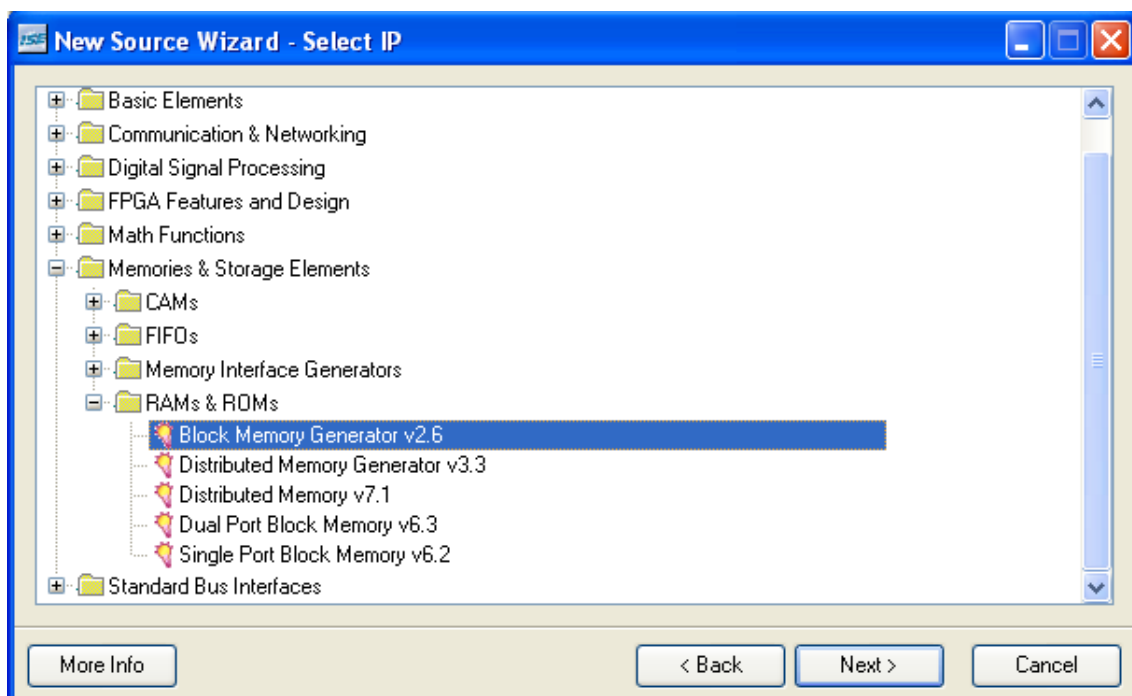 ISE New Source Wizard - Select IP
Basic Elements
Communication & Networking
Digital Signal Processing
FPGA Features and Design
Math Functions
Memories & Storage Elements
CAMs
FIFOs
Memory Interface Generators
RAMs & ROMs
Block Memory Generator v2.6
Distributed Memory Generator v3.3
Distributed Memory v7.1
Dual Port Block Memory v6.3
Single Port Block Memory v6.2
Standard Bus Interfaces
More Info < Back Next > Cancel